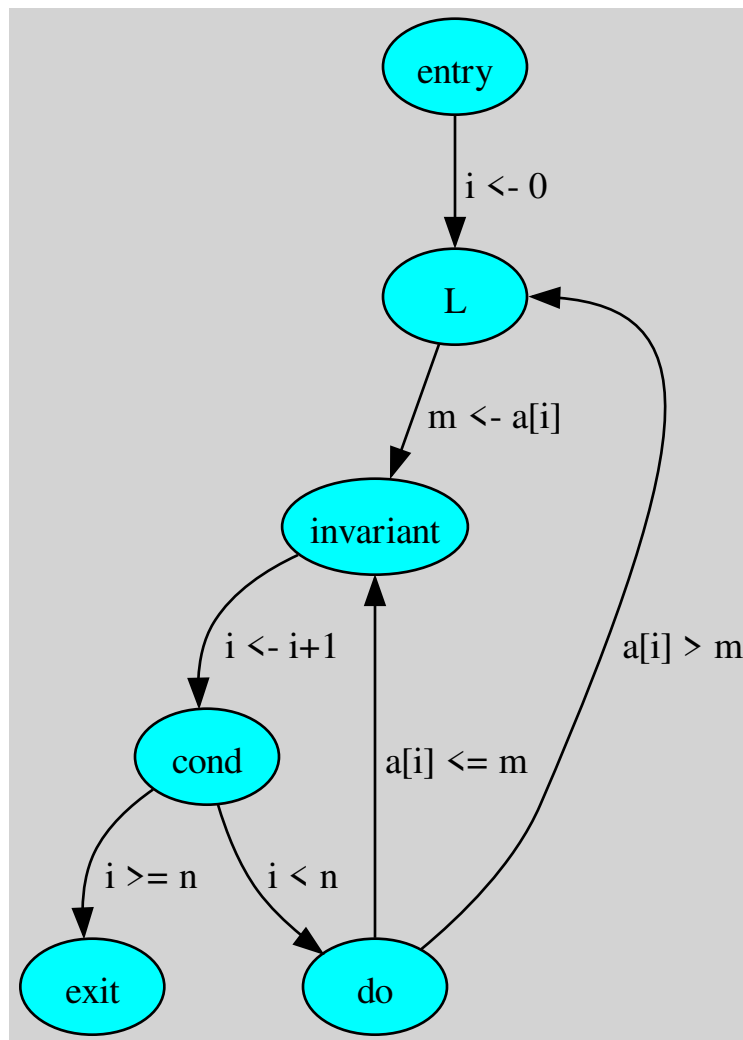 entry
i <- 0
L
m <- a[i]
invariant
i <- i+1
a[i] > m
cond
a[i] <= m
i >= n
i < n
exit
do